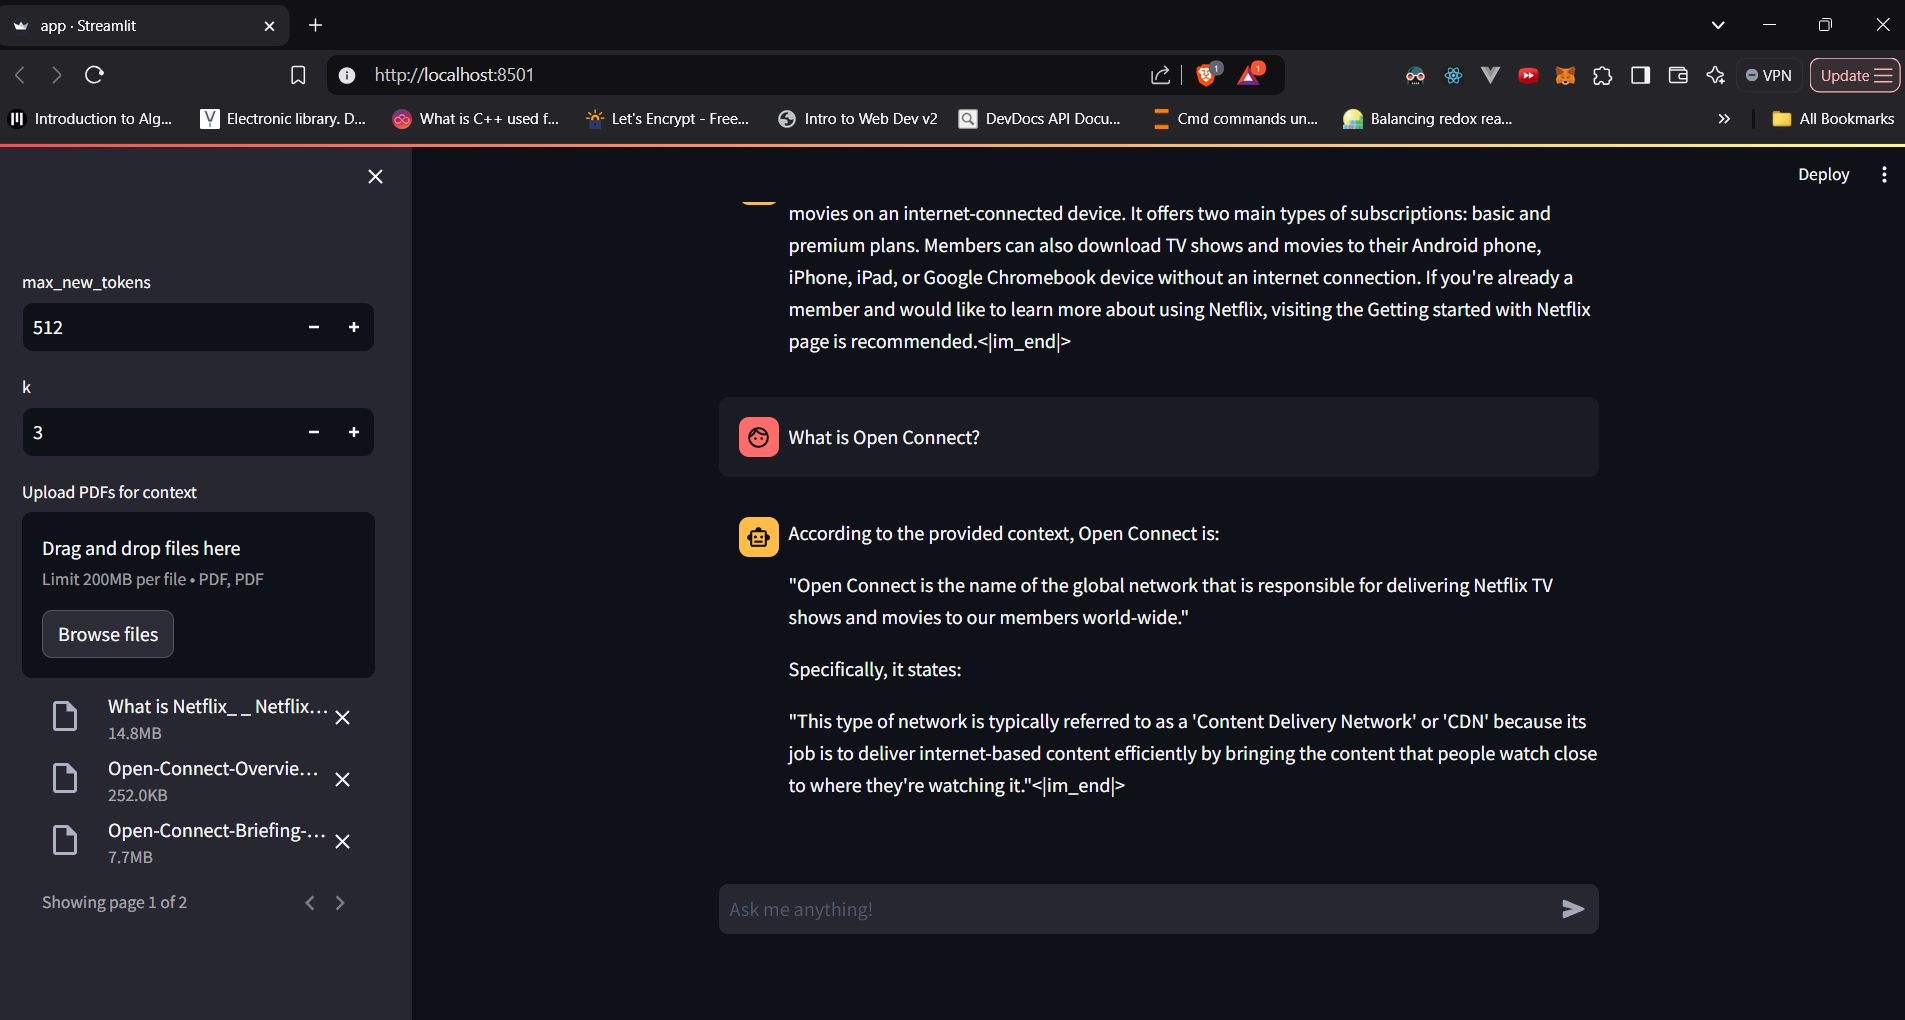 app · Streamlit
http://localhost:8501
1
1
VPN
Update
Introduction to Alg...
Electronic library. D...
What is C++ used f...
Let's Encrypt - Free...
Intro to Web Dev v2
DevDocs API Docu...
Cmd commands un...
Balancing redox rea...
All Bookmarks
Deploy
max_new_tokens
512
k
3
Upload PDFs for context
Drag and drop files here
Limit 200MB per file • PDF, PDF
Browse files
What is Netflix_ _ Netflix...
14.8MB
Open-Connect-Overvie...
252.0KB
Open-Connect-Briefing-...
7.7MB
Showing page 1 of 2
movies on an internet-connected device. It offers two main types of subscriptions: basic and
premium plans. Members can also download TV shows and movies to their Android phone,
iPhone, iPad, or Google Chromebook device without an internet connection. If you're already a
member and would like to learn more about using Netflix, visiting the Getting started with Netflix
page is recommended.<|im_end|>
What is Open Connect?
According to the provided context, Open Connect is:
"Open Connect is the name of the global network that is responsible for delivering Netflix TV
shows and movies to our members world-wide."
Specifically, it states:
"This type of network is typically referred to as a 'Content Delivery Network' or 'CDN' because its
job is to deliver internet-based content efficiently by bringing the content that people watch close
to where they're watching it."<|im_end|>
Ask me anything!